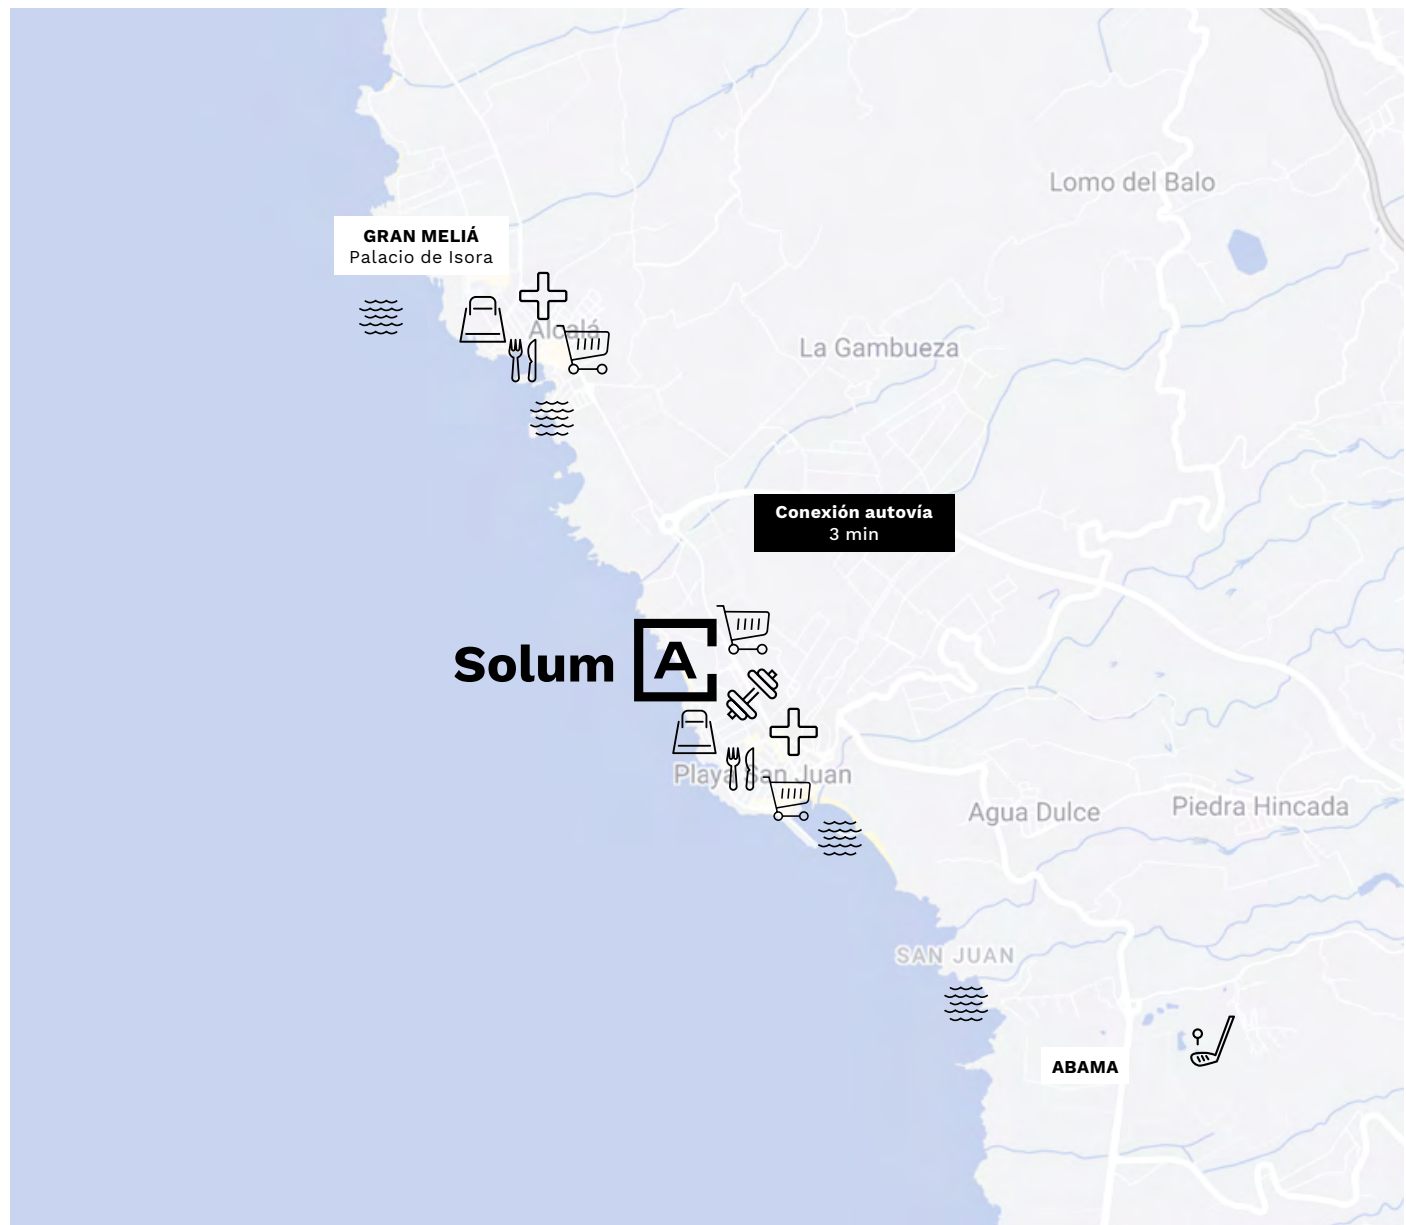 Lomo del Balo
GRAN MELIÁ
Palacio de Isora
Alcalá
La Gambueza
Conexión autovía
3 min
Solum A
Playa San Juan
Agua Dulce
Piedra Hincada
SAN JUAN
ABAMA